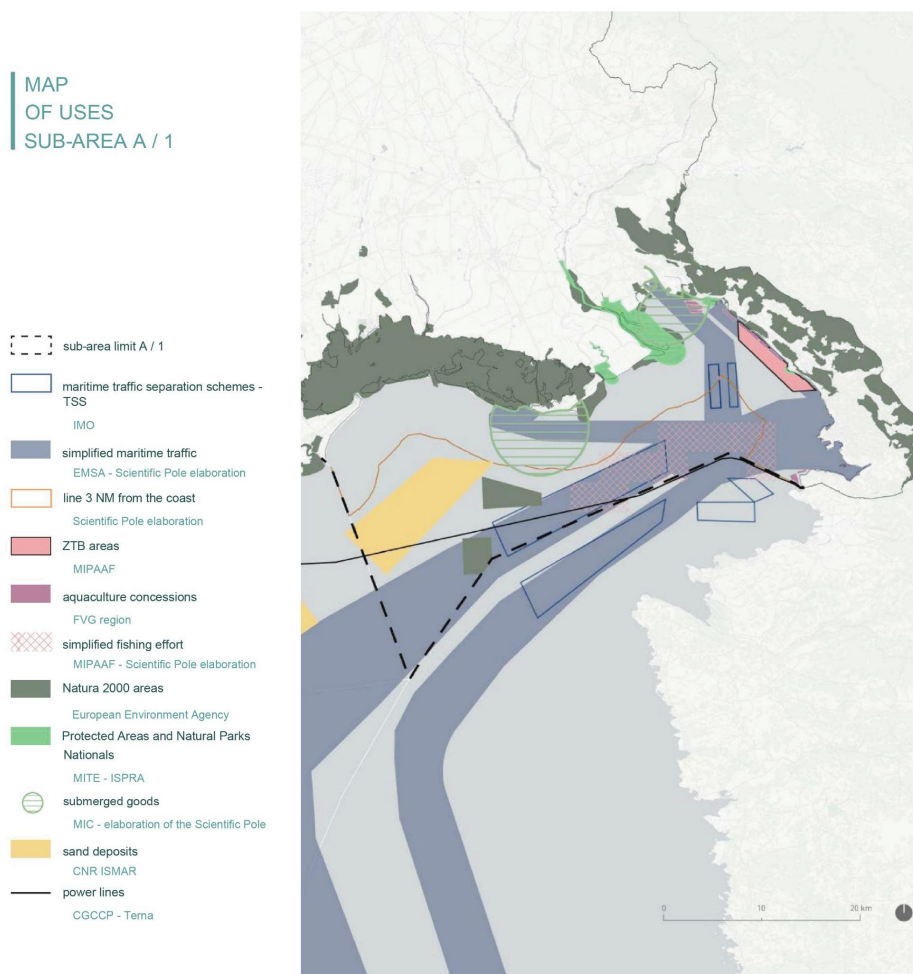 MAP
OF USES
SUB-AREA A / 1
sub-area limit A / 1
maritime traffic separation schemes -
TSS
IMO
simplified maritime traffic
EMSA - Scientific Pole elaboration
line 3 NM from the coast
Scientific Pole elaboration
ZTB areas
MIPAAF
aquaculture concessions
FVG region
simplified fishing effort
MIPAAF - Scientific Pole elaboration
Natura 2000 areas
European Environment Agency
Protected Areas and Natural Parks
Nationals
MITE - ISPRA
submerged goods
MIC - elaboration of the Scientific Pole
sand deposits
CNR ISMAR
power lines
CGCCP - Terna
0 10 20 km